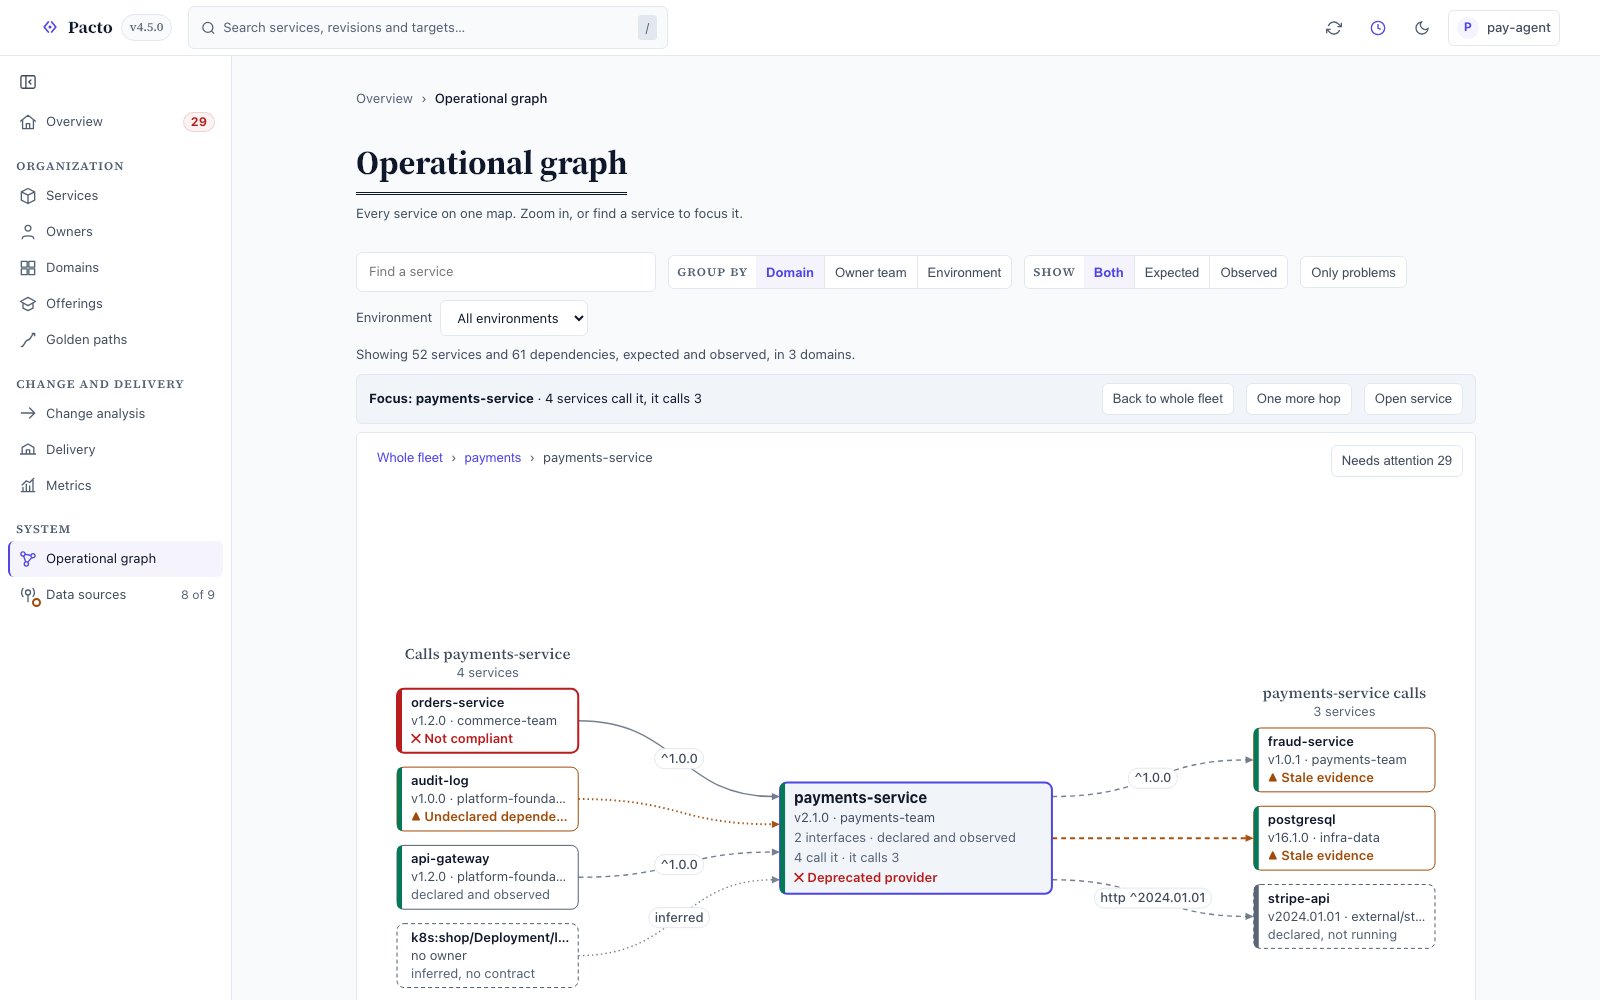 Pacto v4.5.0
Search services, revisions and targets... /
P pay-agent
Overview 29
ORGANIZATION
Services
Owners
Domains
Offerings
Golden paths
CHANGE AND DELIVERY
Change analysis
Delivery
Metrics
SYSTEM
Operational graph
Data sources 8 of 9
Overview › Operational graph
Operational graph
Every service on one map. Zoom in, or find a service to focus it.
Find a service
GROUP BY Domain Owner team Environment
SHOW Both Expected Observed
Only problems
Environment All environments
Showing 52 services and 61 dependencies, expected and observed, in 3 domains.
Focus: payments-service · 4 services call it, it calls 3
Back to whole fleet One more hop Open service
Whole fleet › payments › payments-service
Needs attention 29
Calls payments-service
4 services
orders-service
v1.2.0 · commerce-team
Not compliant
audit-log
v1.0.0 · platform-founda...
Undeclared depende...
api-gateway
v1.2.0 · platform-founda...
declared and observed
k8s:shop/Deployment/l...
no owner
inferred, no contract
^1.0.0
^1.0.0
inferred
payments-service
v2.1.0 · payments-team
2 interfaces · declared and observed
4 call it · it calls 3
Deprecated provider
^1.0.0
http ^2024.01.01
payments-service calls
3 services
fraud-service
v1.0.1 · payments-team
Stale evidence
postgresql
v16.1.0 · infra-data
Stale evidence
stripe-api
v2024.01.01 · external/st...
declared, not running